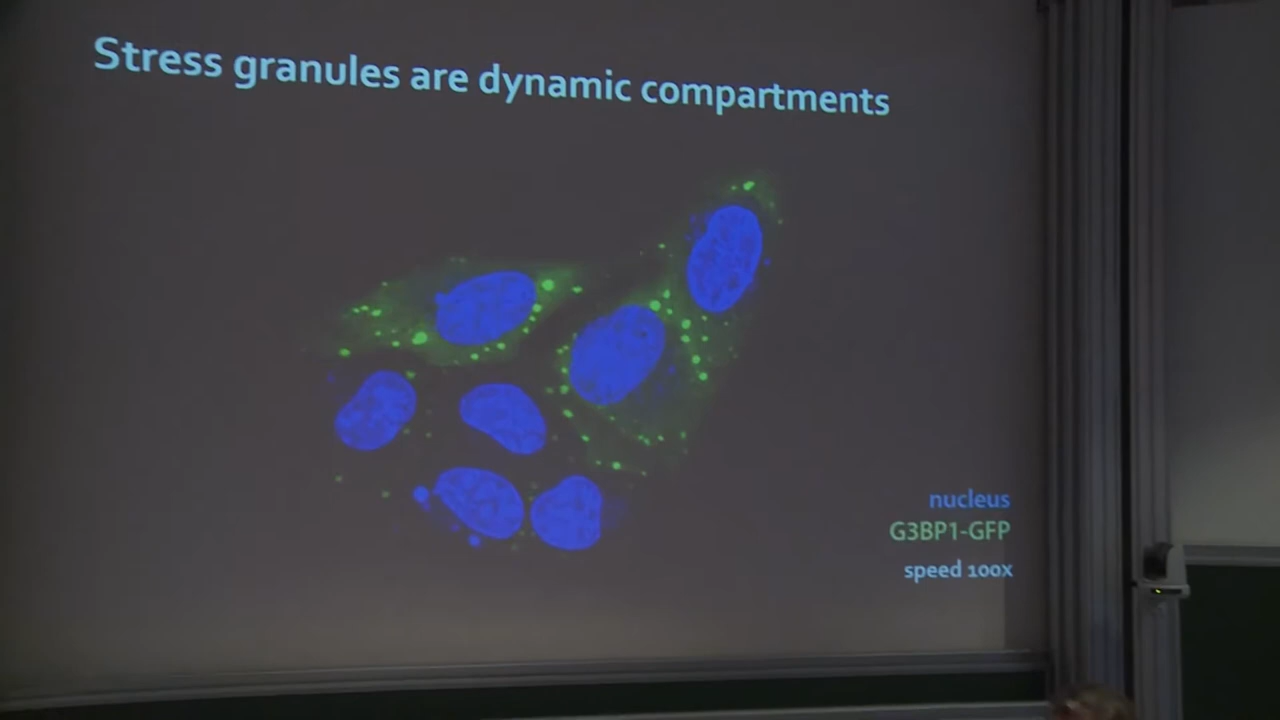 Stress granules are dynamic compartments
nucleus
G3BP1-GFP
speed 100x